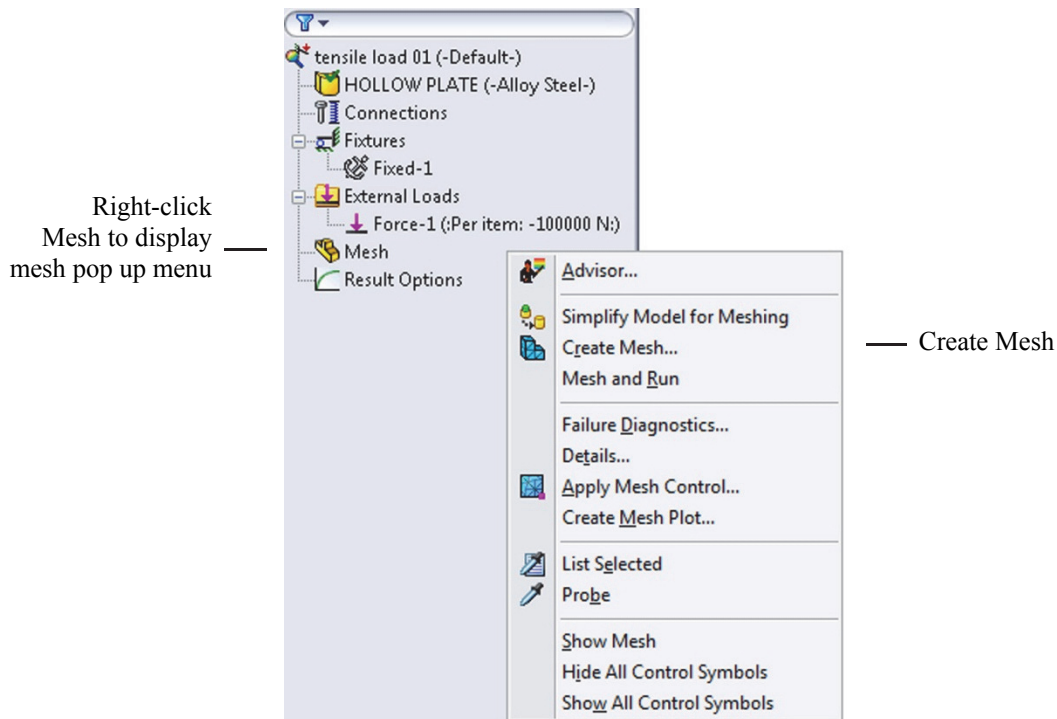 tensile load 01 (-Default-)
HOLLOW PLATE (-Alloy Steel-)
Connections
Fixtures
Fixed-1
External Loads
Force-1 (:Per item: -100000 N:)
Mesh
Result Options
Right-click
Mesh to display
mesh pop up menu
Advisor...
Simplify Model for Meshing
Create Mesh...
Mesh and Run
Failure Diagnostics...
Details...
Apply Mesh Control...
Create Mesh Plot...
List Selected
Probe
Show Mesh
Hide All Control Symbols
Show All Control Symbols
Create Mesh